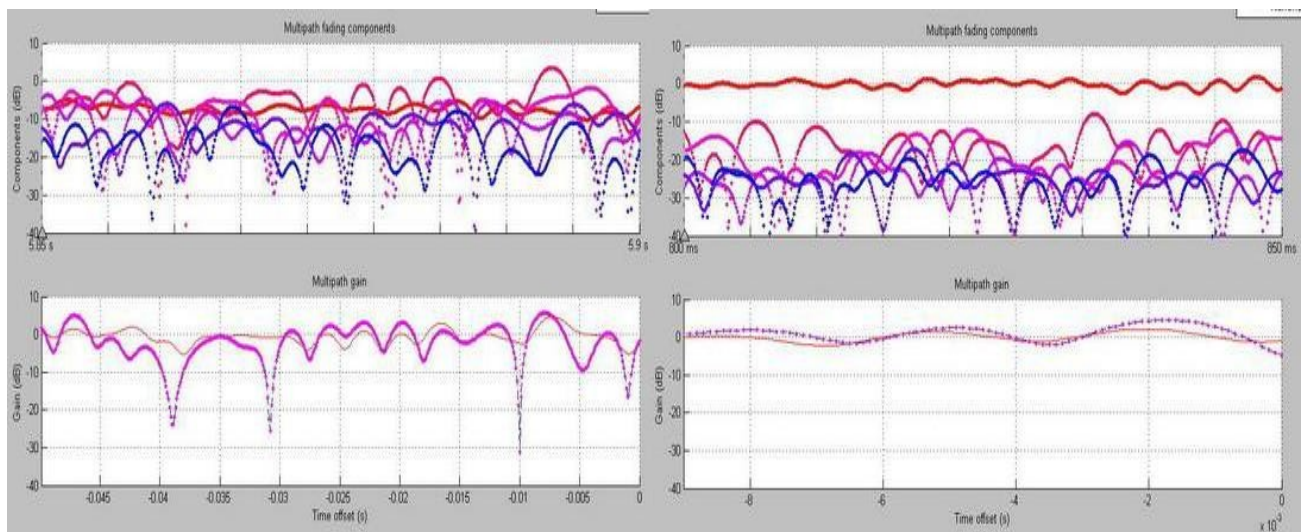 Multipath fading components
10
0
-10
-20
-30
-40
Components (dB)
5.85 s
5.9 s
Multipath gain
10
0
-10
-20
-30
-40
Gain (dB)
-0.045
-0.04
-0.035
-0.03
-0.025
-0.02
-0.015
-0.01
-0.005
0
Time offset (s)
Multipath fading components
10
0
-10
-20
-30
-40
Components (dB)
800 ms
850 ms
Multipath gain
10
0
-10
-20
-30
-40
Gain (dB)
-8
-6
-4
-2
0
Time offset (s)
x 10